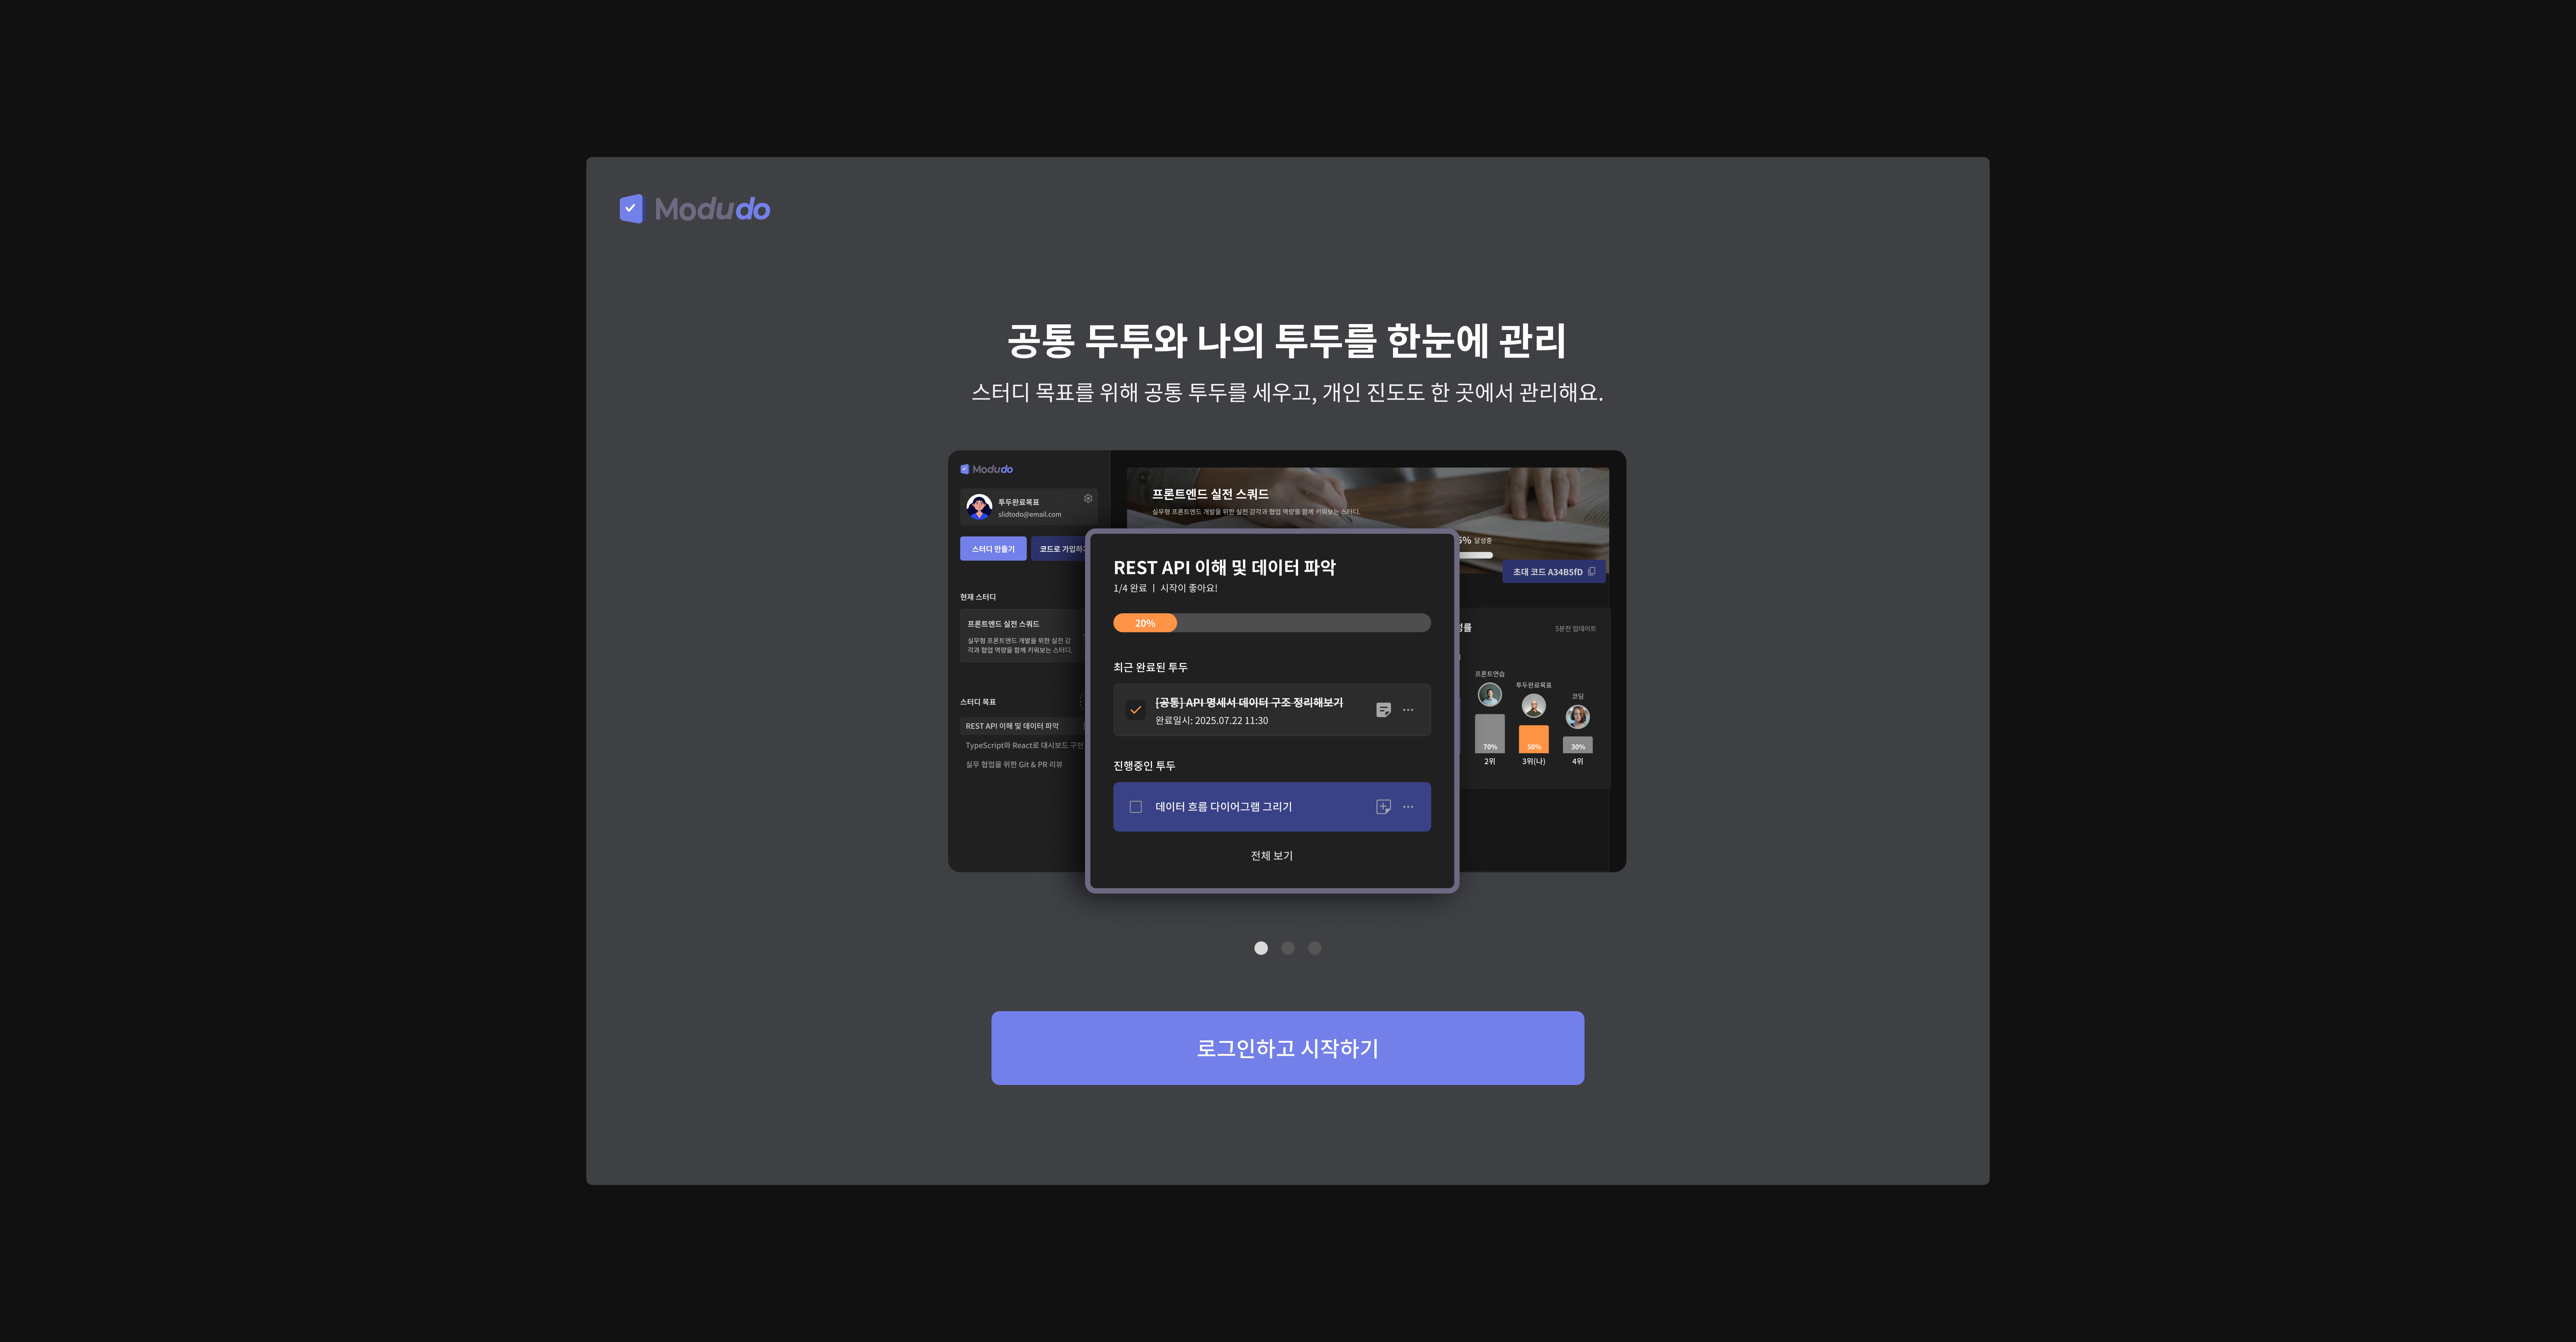 Modudo
공통 두투와 나의 투두를 한눈에 관리
스터디 목표를 위해 공통 투두를 세우고, 개인 진도도 한 곳에서 관리해요.
Modudo
투두완료목표
slidtodo@email.com
스터디 만들기
코드로 가입하기
현재 스터디
프론트엔드 실전 스쿼드
실무형 프론트엔드 개발을 위한 실전 감
각과 협업 역량을 함께 키워보는 스터디.
스터디 목표
REST API 이해 및 데이터 파악
TypeScript와 React로 대시보드 구현
실무 협업을 위한 Git & PR 리뷰
프론트엔드 실전 스쿼드
실무형 프론트엔드 개발을 위한 실전 감각과 협업 역량을 함께 키워보는 스터디.
5% 달성중
초대 코드 A34B5fD
REST API 이해 및 데이터 파악
1/4 완료 ㅣ 시작이 좋아요!
20%
최근 완료된 투두
[공통] API 명세서 데이터 구조 정리해보기
완료일시: 2025.07.22 11:30
진행중인 투두
데이터 흐름 다이어그램 그리기
전체 보기
률
5분전 업데이트
프론트연습
투두완료목표
코딩
70%
50%
30%
2위
3위(나)
4위
로그인하고 시작하기